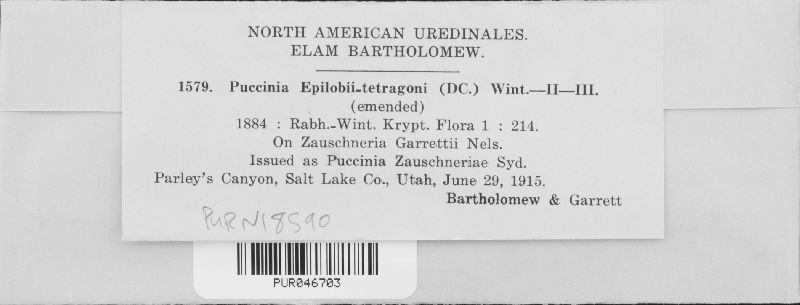 NORTH AMERICAN UREDINALES.
ELAM BARTHOLOMEW.
1579. Puccinia Epilobii-tetragoni (DC.) Wint.—II—III.
(emended)
1884 : Rabh.-Wint. Krypt. Flora 1 : 214.
On Zauschneria Garrettii Nels.
Issued as Puccinia Zauschneriae Syd.
Parley's Canyon, Salt Lake Co., Utah, June 29, 1915.
Bartholomew & Garrett
PUR N18590
PUR046703